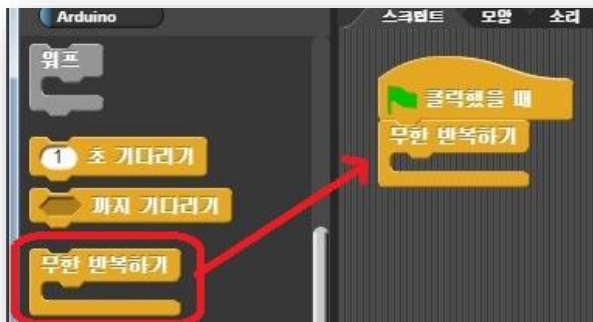 Arduino
스크립트 모양 소리
워프
클릭했을 때
무한 반복하기
1 초 기다리기
까지 기다리기
무한 반복하기